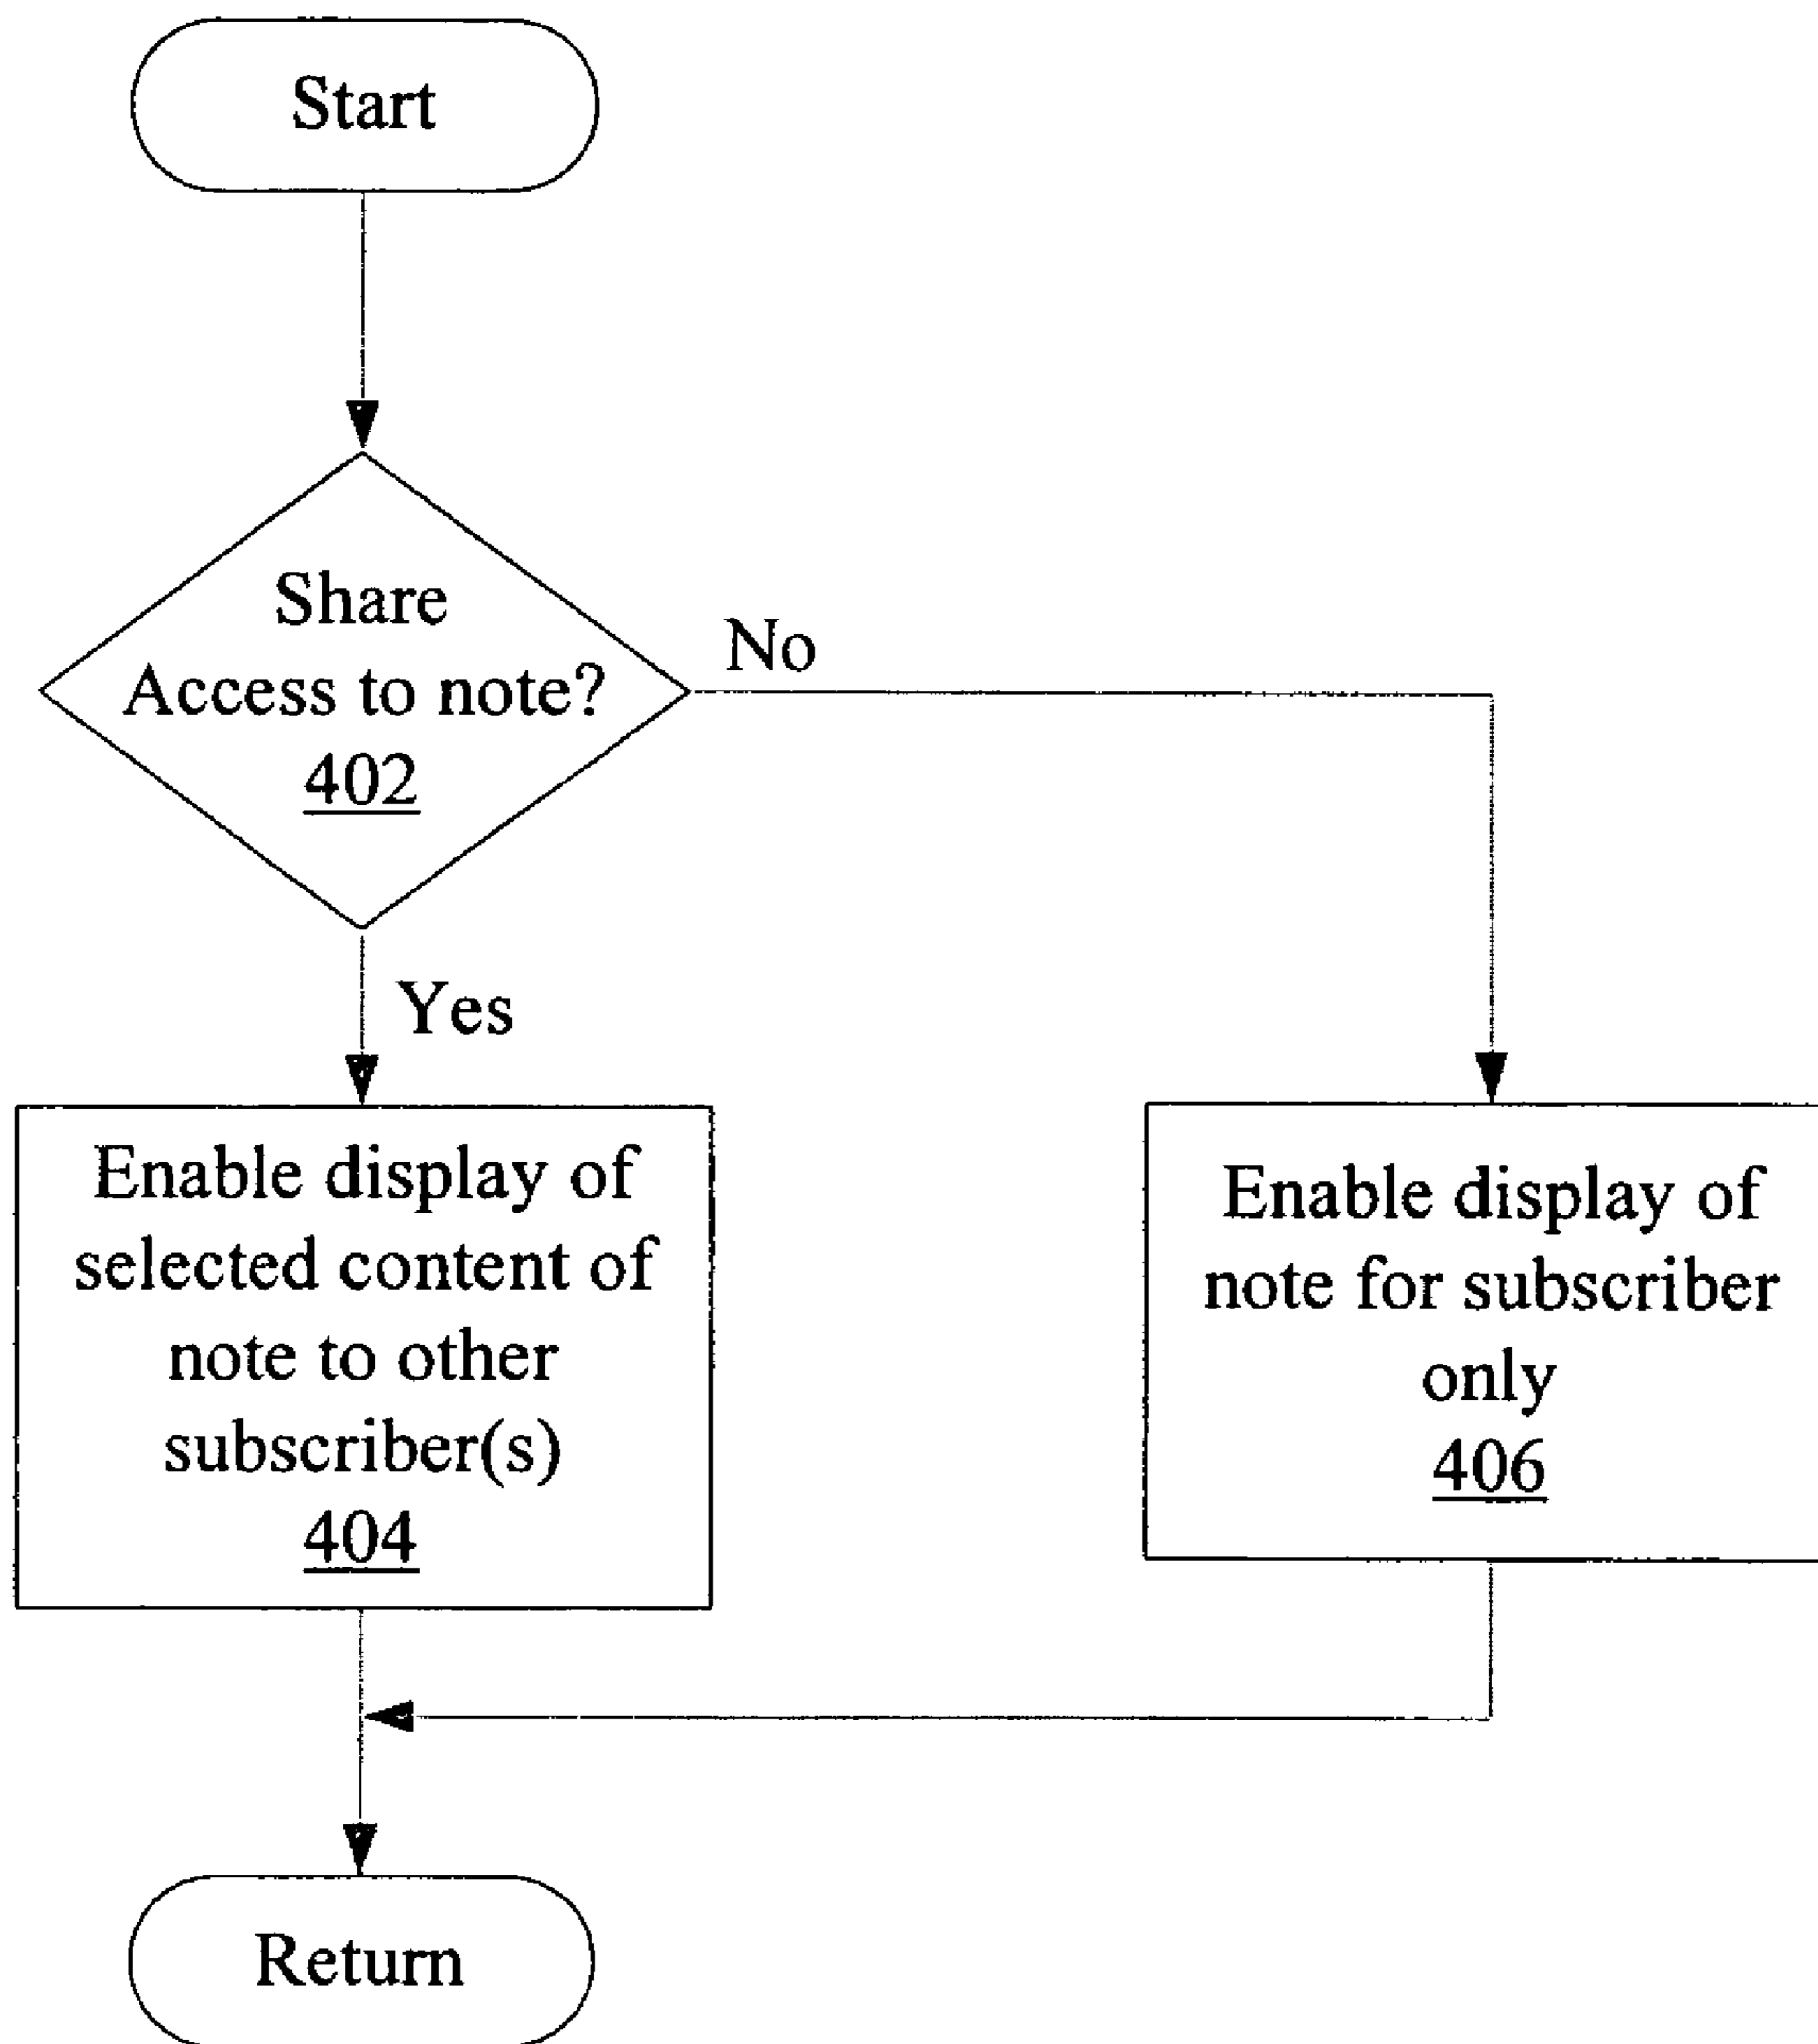 Start
Share
Access to note?
402
No
Yes
Enable display of
selected content of
note to other
subscriber(s)
404
Enable display of
note for subscriber
only
406
Return